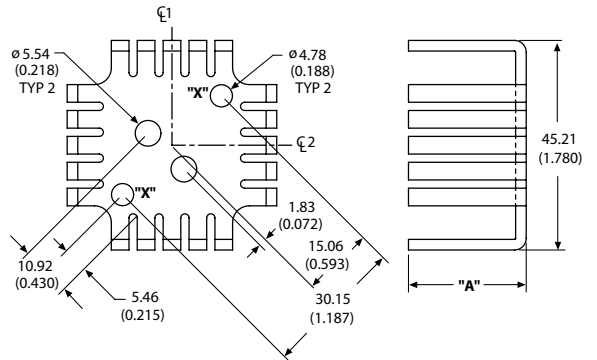 ℄1
ø 5.54
(0.218)
TYP 2
ø 4.78
(0.188)
TYP 2
"X"
℄2
45.21
(1.780)
"X"
1.83
(0.072)
15.06
(0.593)
10.92
(0.430)
5.46
(0.215)
30.15
(1.187)
"A"